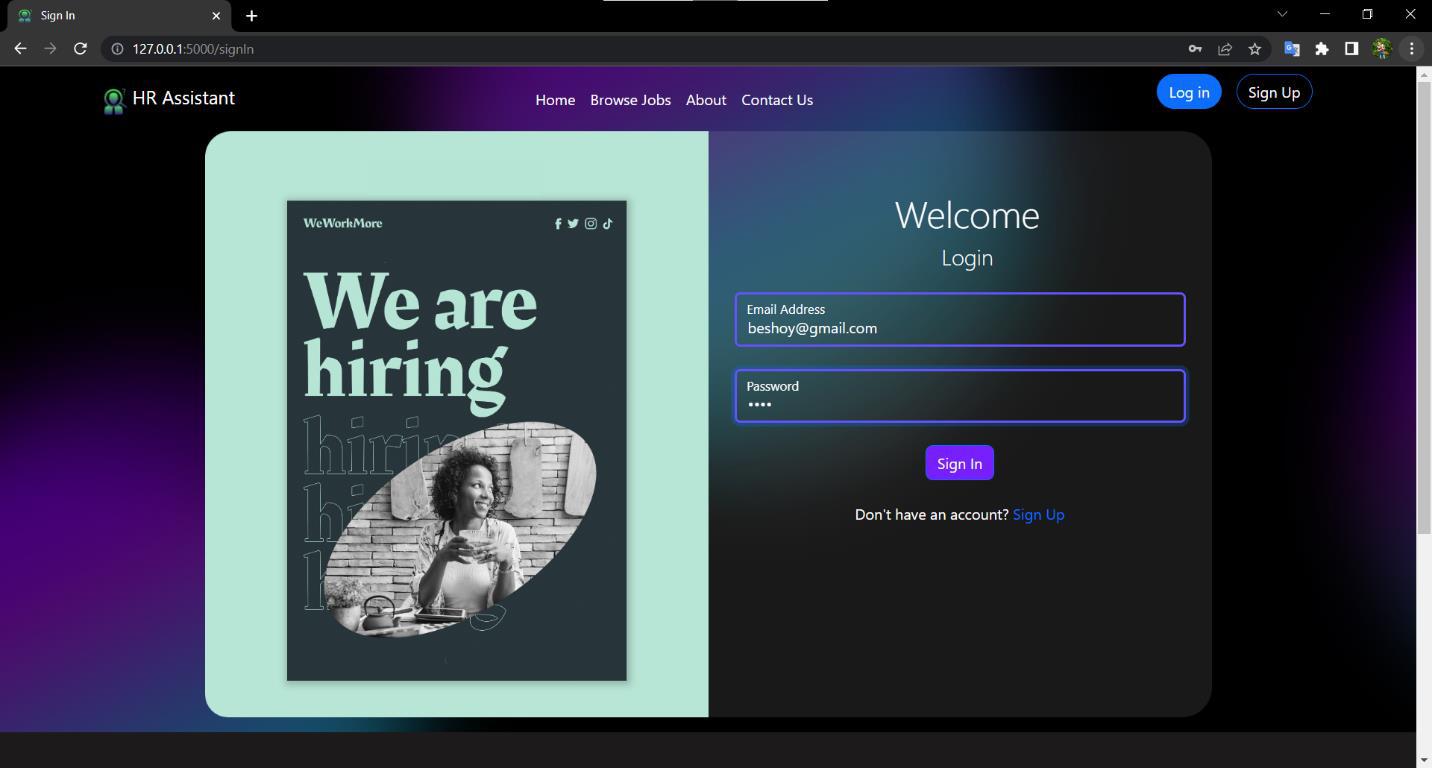 Sign In
127.0.0.1:5000/signIn
HR Assistant
Home
Browse Jobs
About
Contact Us
Log in
Sign Up
WeWorkMore
We are
hiring
hiring
hi
h
g
Welcome
Login
Email Address
beshoy@gmail.com
Password
••••
Sign In
Don't have an account? Sign Up